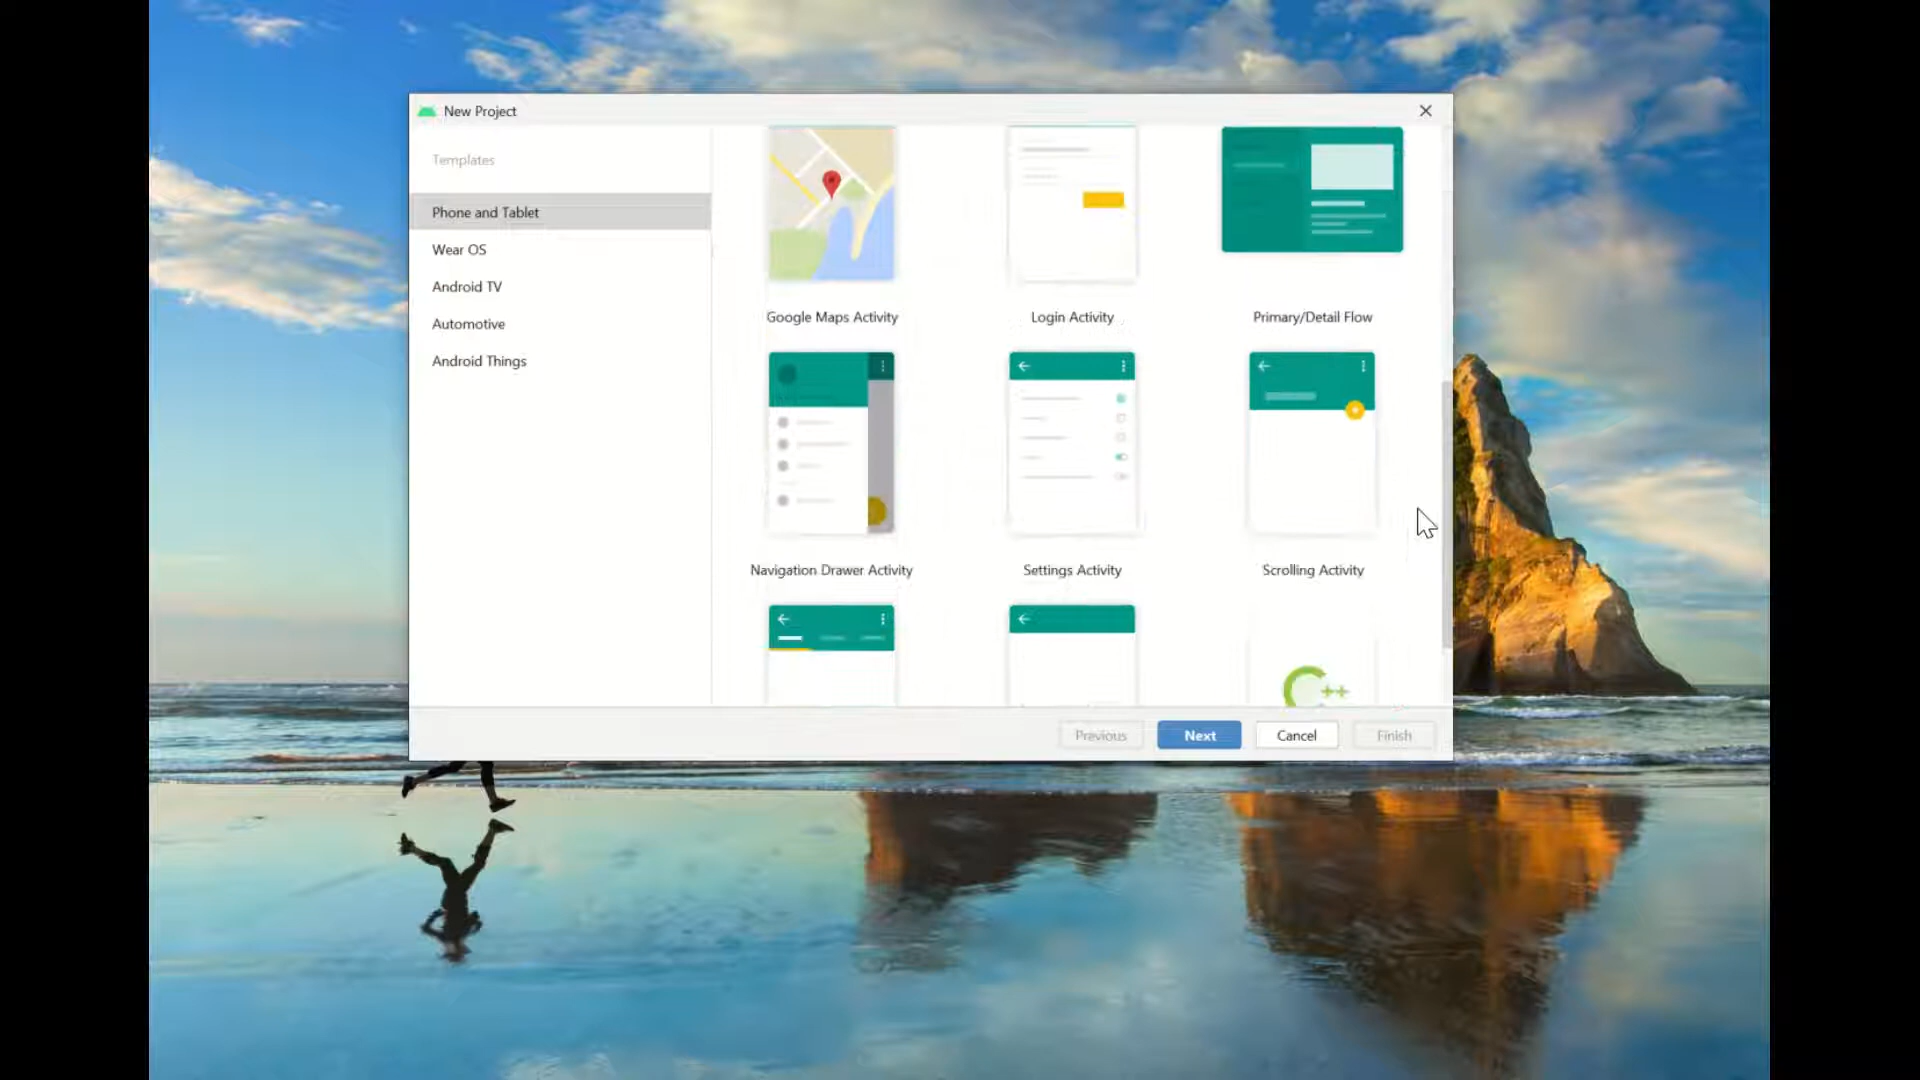 New Project
Templates
Phone and Tablet
Wear OS
Android TV
Automotive
Android Things
Google Maps Activity
Login Activity
Primary/Detail Flow
Navigation Drawer Activity
Settings Activity
Scrolling Activity
C++
Previous
Next
Cancel
Finish